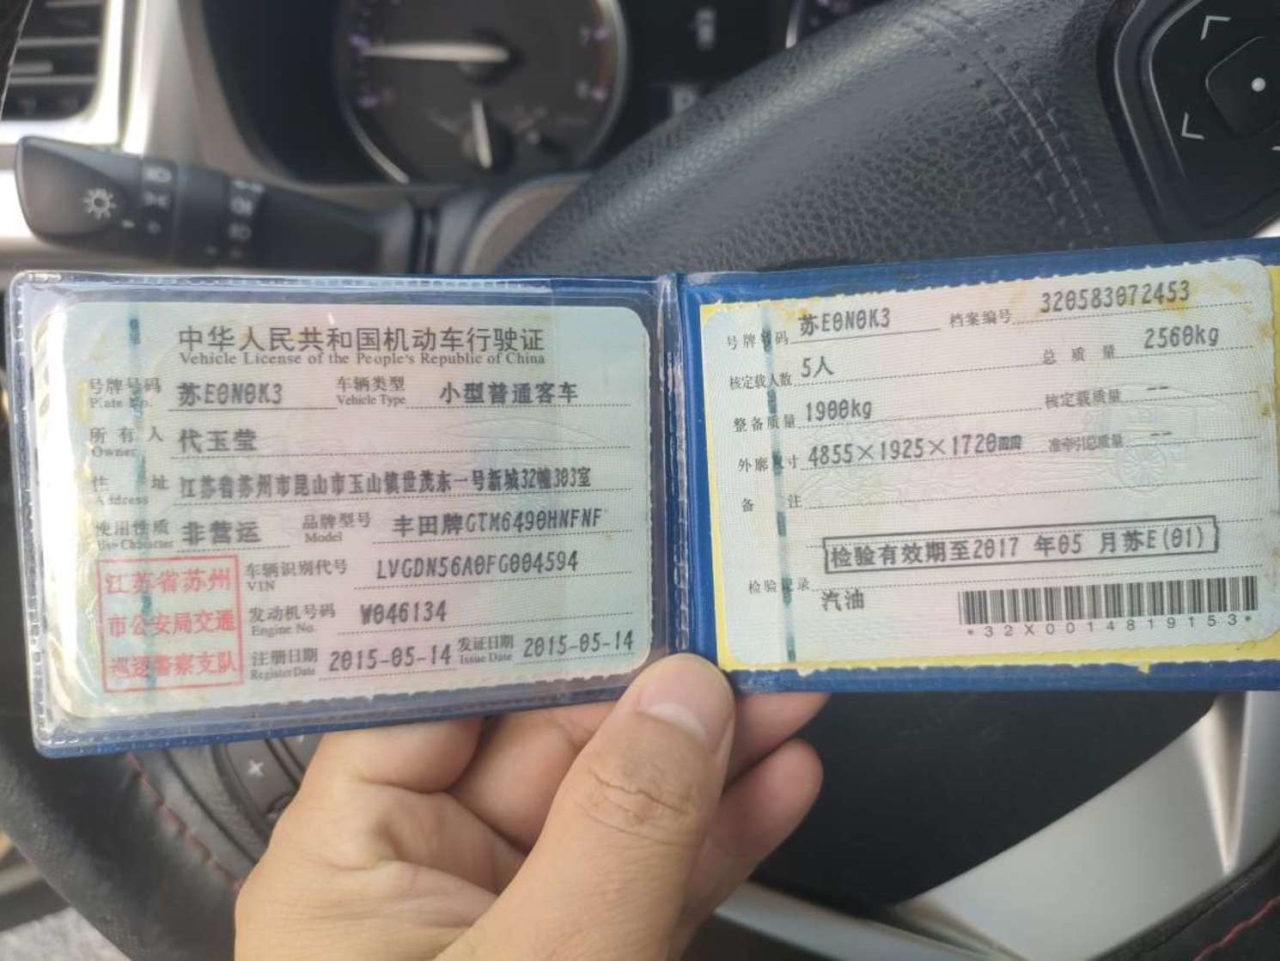 中华人民共和国机动车行驶证
Vehicle License of the People's Republic of China
号牌号码 苏E0N0K3 车辆类型 小型普通客车
Plate No. Vehicle Type
所有人 代玉莹
Owner
住址 江苏省苏州市昆山市玉山镇世茂东一号新城32幢303室
Address
使用性质 非营运 品牌型号 丰田牌GTM6490HNFNF
Use Character Model
江苏省苏州
市公安局交通
巡逻警察支队
车辆识别代号 LVGDN56A0FG004594
VIN
发动机号码 W046134
Engine No.
注册日期 2015-05-14 发证日期 2015-05-14
Register Date Issue Date
号牌号码 苏E0N0K3 档案编号 320583072453
核定载人数 5人 总质量 2560kg
整备质量 1900kg 核定载质量 --
外廓尺寸 4855×1925×1720mm 准牵引总质量 --
备注
检验有效期至2017 年05 月苏E(01)
检验记录
汽油
*32X0014819153*